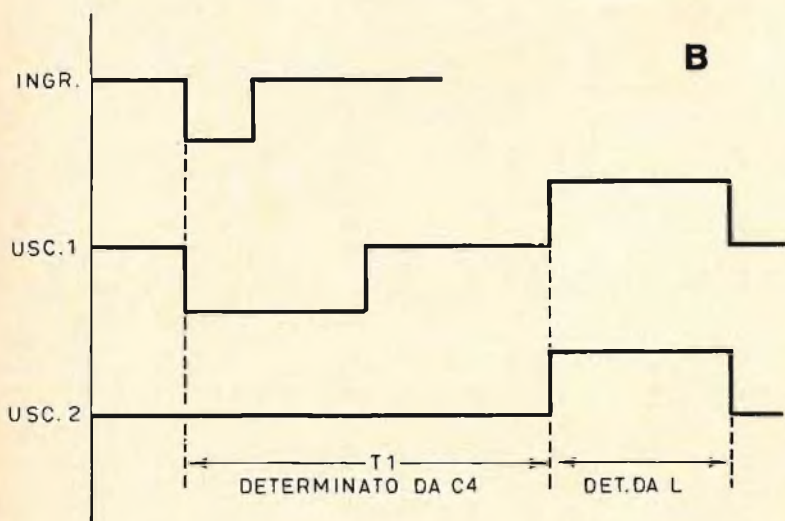 B
INGR.
USC.1
USC.2
T1
DETERMINATO DA C4
DET.DA L